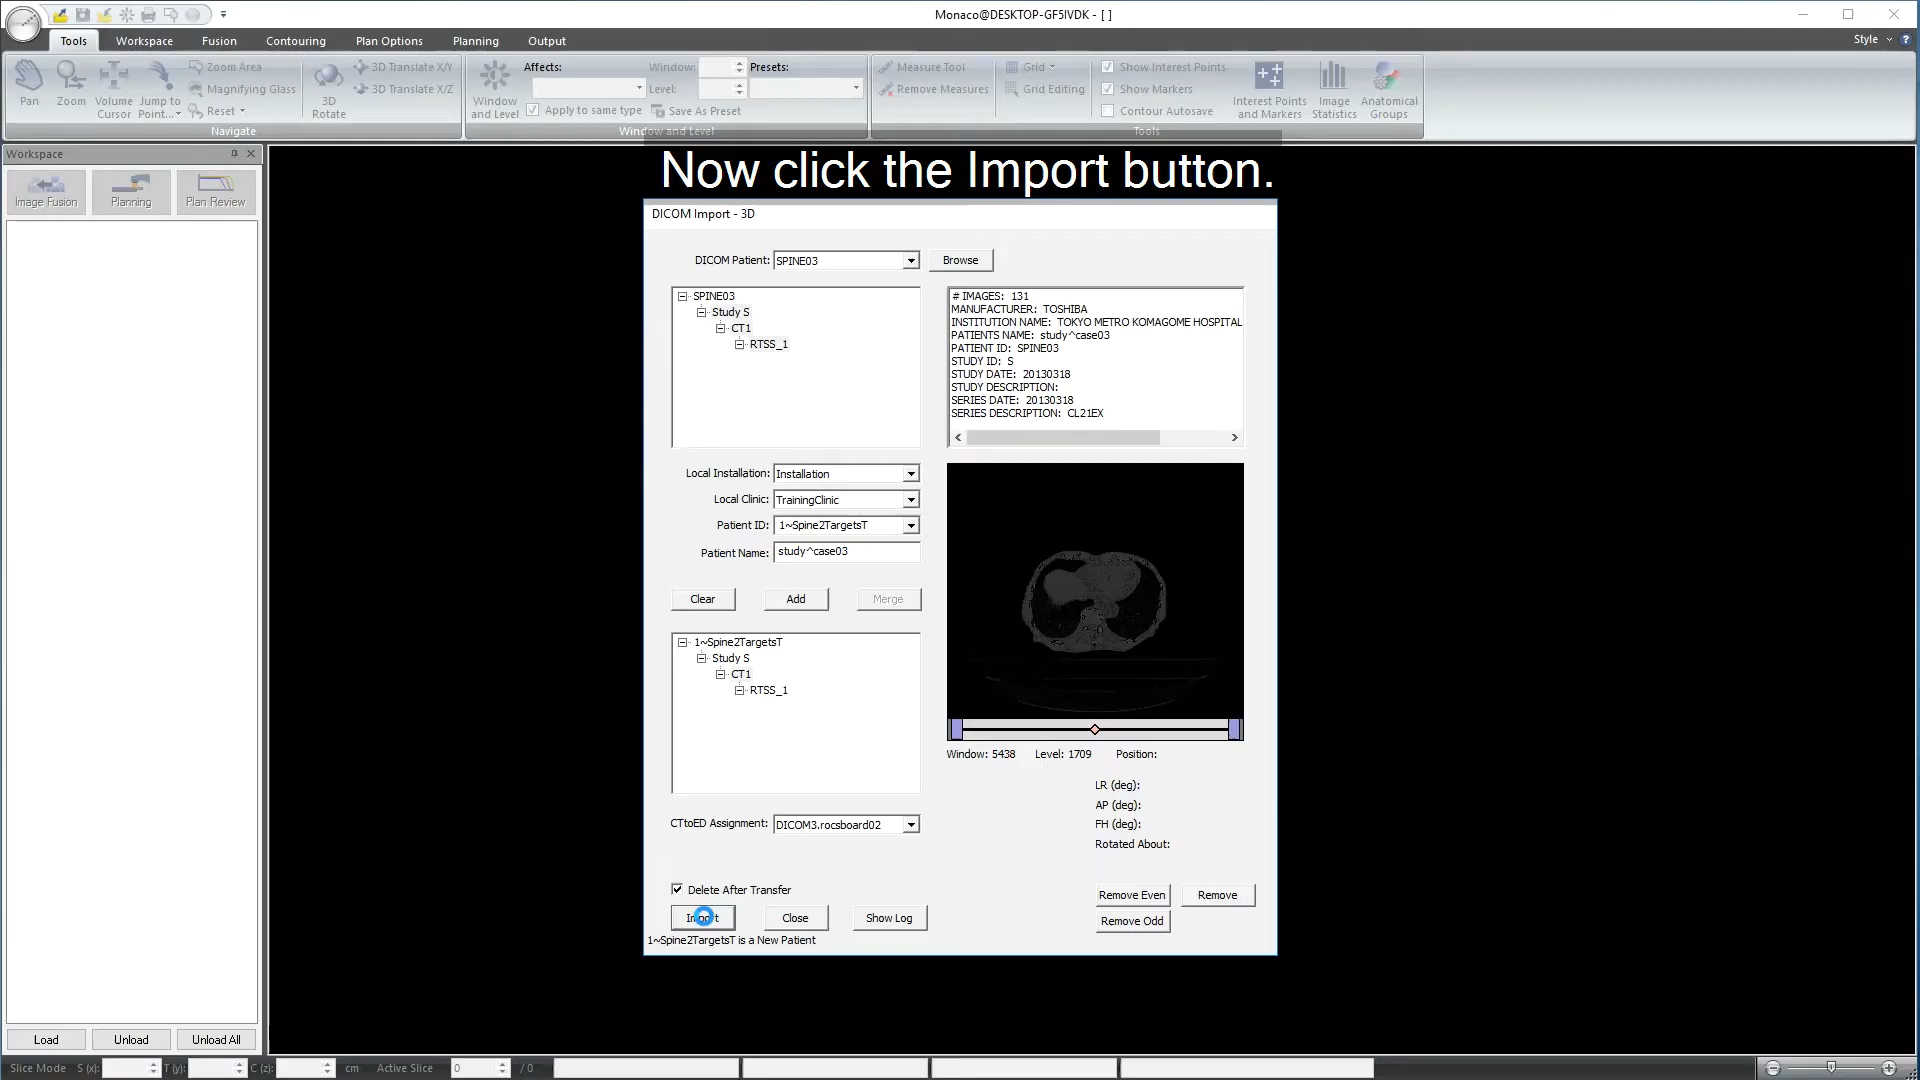 Monaco@DESKTOP-GF5IVDK - [ ]
Tools Workspace Fusion Contouring Plan Options Planning Output
Style
Pan
Zoom
Volume Cursor
Jump to Point...
Zoom Area
Magnifying Glass
Reset
3D Rotate
3D Translate X/Y
3D Translate X/Z
Navigate
Window and Level
Affects:
Apply to same type
Window:
Level:
Presets:
Save As Preset
Window and Level
Measure Tool
Remove Measures
Grid
Grid Editing
Show Interest Points
Show Markers
Contour Autosave
Interest Points and Markers
Image Statistics
Anatomical Groups
Tools
Workspace
Image Fusion
Planning
Plan Review
Now click the Import button.
DICOM Import - 3D
DICOM Patient: SPINE03 Browse
SPINE03
Study S
CT1
RTSS_1
# IMAGES: 131
MANUFACTURER: TOSHIBA
INSTITUTION NAME: TOKYO METRO KOMAGOME HOSPITAL
PATIENTS NAME: study^case03
PATIENT ID: SPINE03
STUDY ID: S
STUDY DATE: 20130318
STUDY DESCRIPTION:
SERIES DATE: 20130318
SERIES DESCRIPTION: CL21EX
Local Installation: Installation
Local Clinic: TrainingClinic
Patient ID: 1~Spine2TargetsT
Patient Name: study^case03
Clear Add Merge
1~Spine2TargetsT
Study S
CT1
RTSS_1
Window: 5438 Level: 1709 Position:
LR (deg):
AP (deg):
FH (deg):
Rotated About:
CTtoED Assignment: DICOM3.rocsboard02
Delete After Transfer
Import Close Show Log
1~Spine2TargetsT is a New Patient
Remove Even Remove
Remove Odd
Load Unload Unload All
Slice Mode S (x): T (y): C (z): cm Active Slice 0 / 0